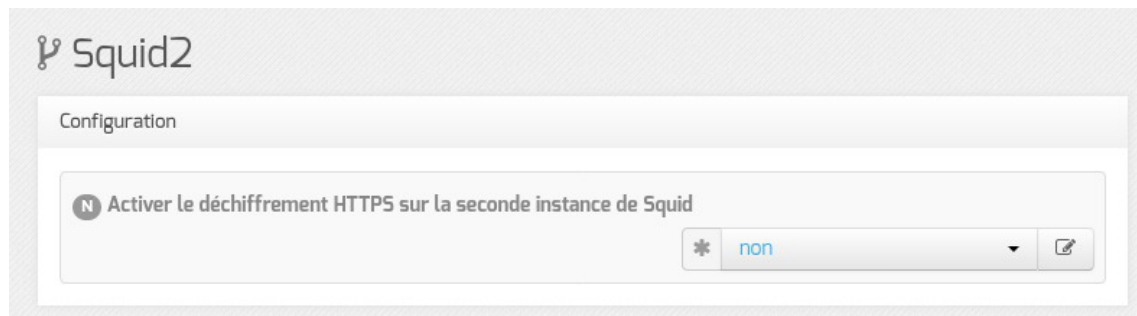 Squid2
Configuration
N Activer le déchiffrement HTTPS sur la seconde instance de Squid
non